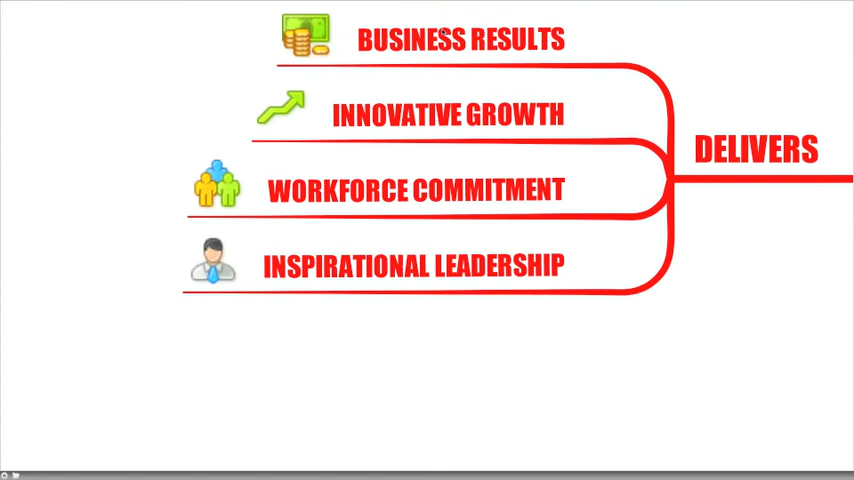 BUSINESS RESULTS
INNOVATIVE GROWTH
DELIVERS
WORKFORCE COMMITMENT
INSPIRATIONAL LEADERSHIP